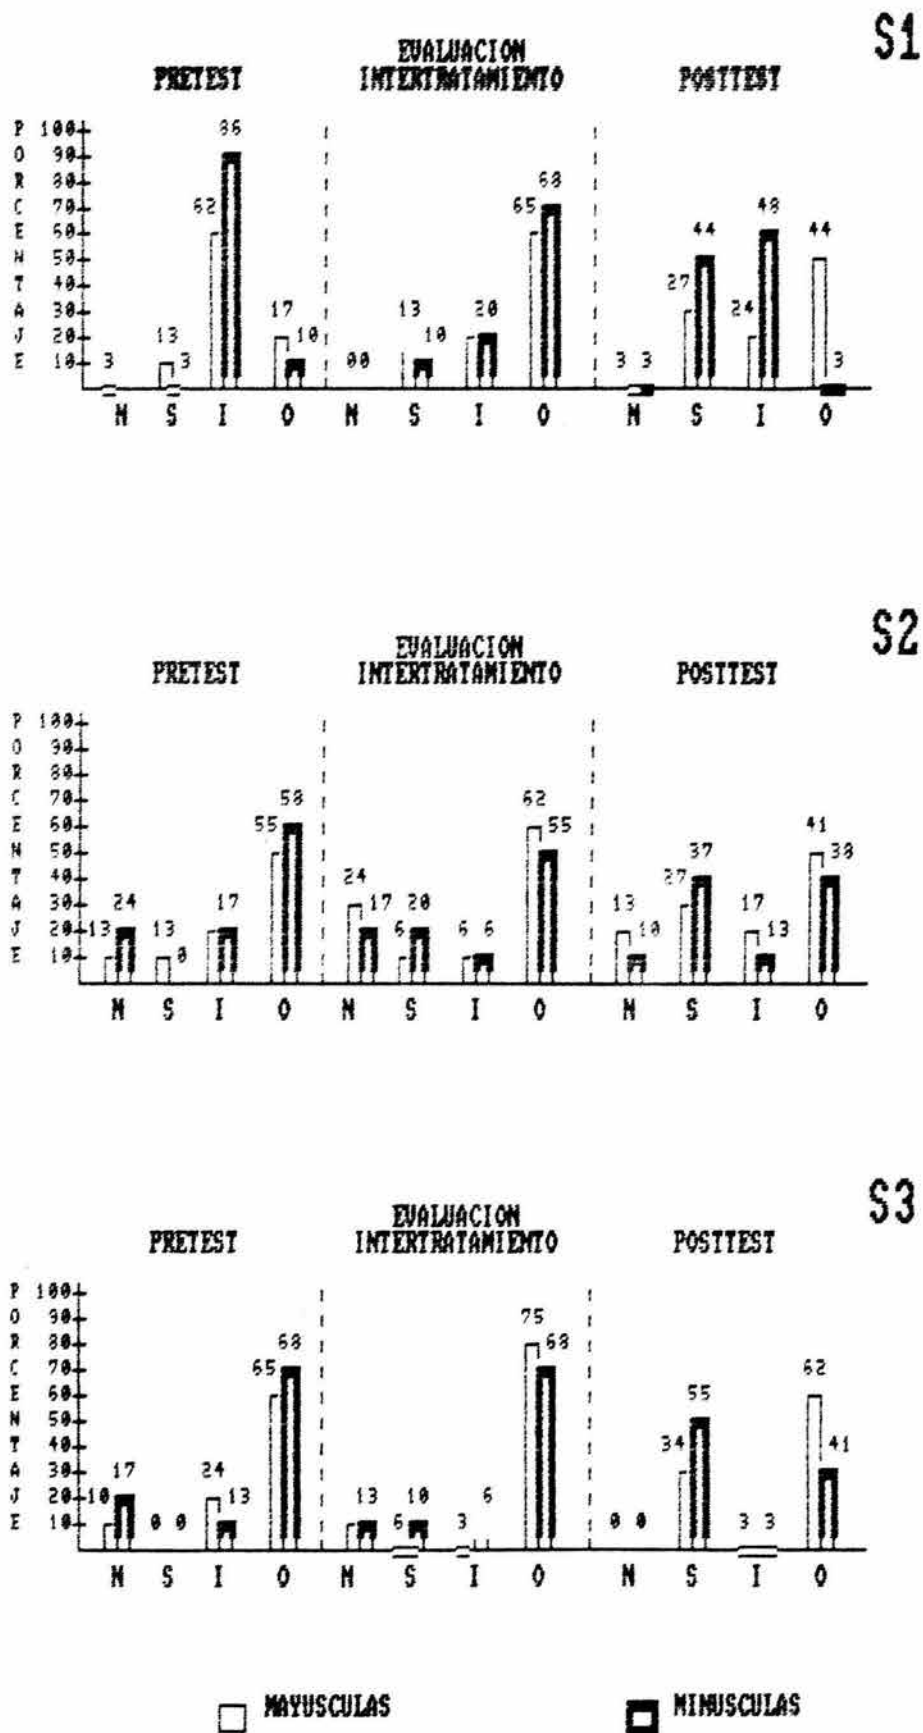 S1
EVALUACION
PRETEST INTERTRATAMIENTO POSTTEST
PORCENTAJE
100
90
80
70
60
50
40
30
20
10
3 13 3 62 86 17 10
00 13 10 20 65 68
3 3 27 44 24 48 44 3
N S I O N S I O N S I O
S2
EVALUACION
PRETEST INTERTRATAMIENTO POSTTEST
PORCENTAJE
100
90
80
70
60
50
40
30
20
10
13 24 13 0 17 55 58
24 17 6 20 6 6 62 55
13 10 27 37 17 13 41 38
N S I O N S I O N S I O
S3
EVALUACION
PRETEST INTERTRATAMIENTO POSTTEST
PORCENTAJE
100
90
80
70
60
50
40
30
20
10
10 17 0 0 24 13 65 68
13 6 10 3 6 75 68
0 0 34 55 3 3 62 41
N S I O N S I O N S I O
MAYUSCULAS MINUSCULAS